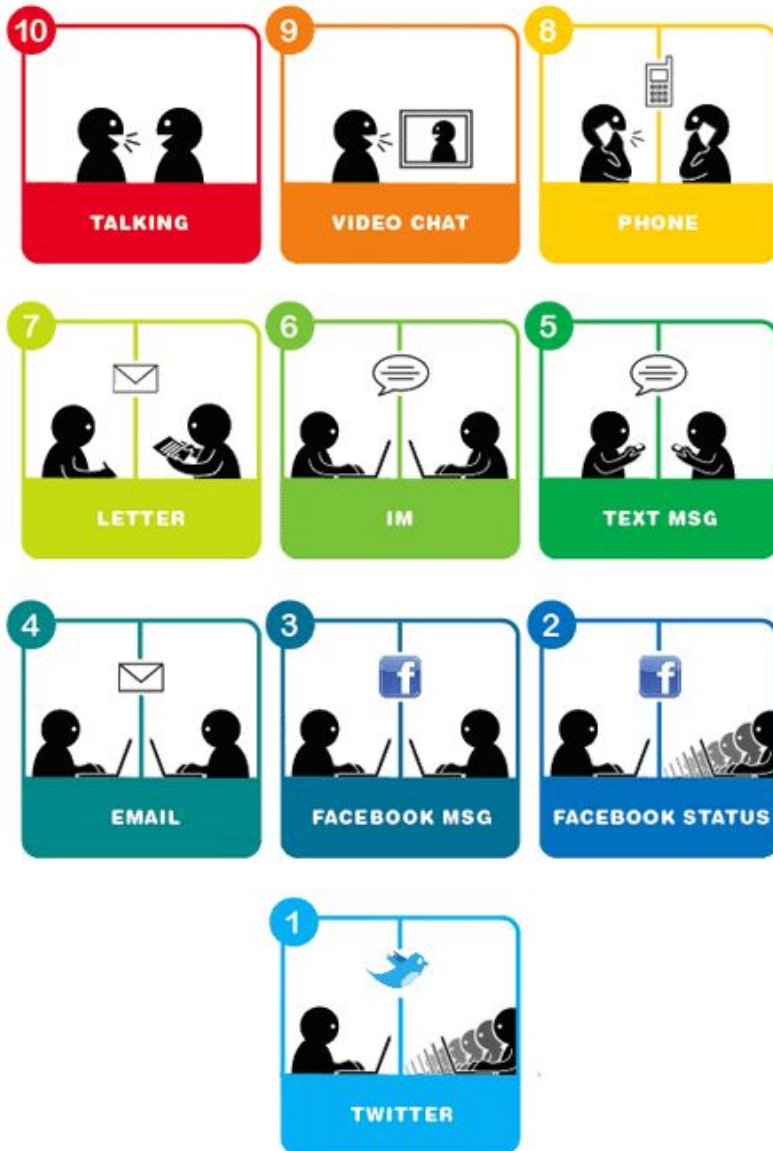 10
TALKING
9
VIDEO CHAT
8
PHONE
7
LETTER
6
IM
5
TEXT MSG
4
EMAIL
3
f
FACEBOOK MSG
2
f
FACEBOOK STATUS
1
TWITTER